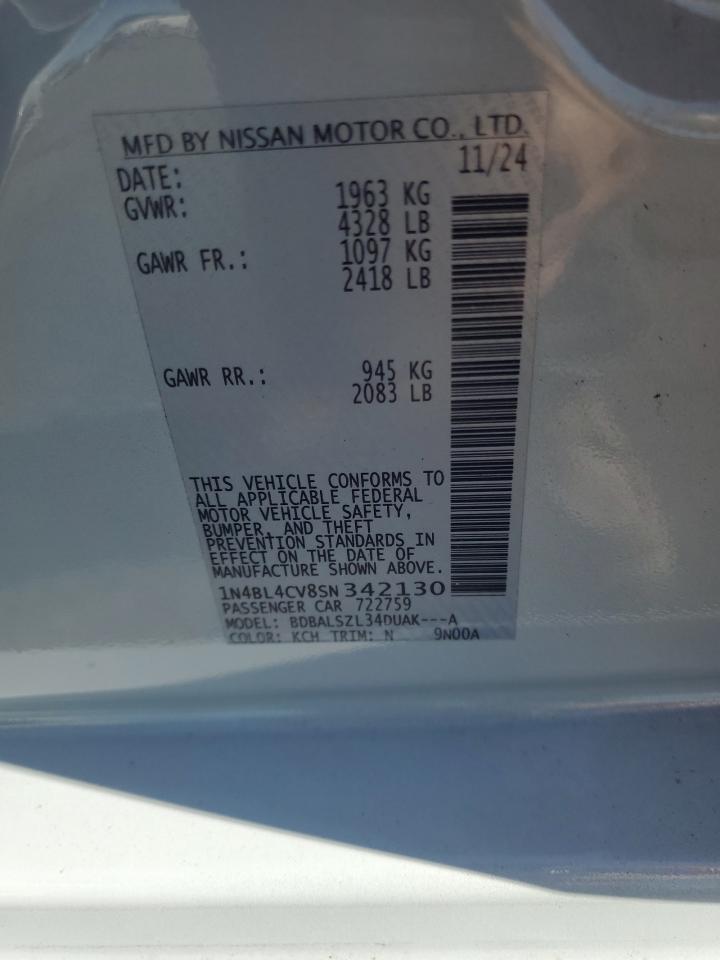 MFD BY NISSAN MOTOR CO., LTD.
DATE: 11/24
GVWR: 1963 KG
4328 LB
GAWR FR.: 1097 KG
2418 LB
GAWR RR.: 945 KG
2083 LB
THIS VEHICLE CONFORMS TO
ALL APPLICABLE FEDERAL
MOTOR VEHICLE SAFETY,
BUMPER, AND THEFT
PREVENTION STANDARDS IN
EFFECT ON THE DATE OF
MANUFACTURE SHOWN ABOVE.
1N4BL4CV8SN342130
PASSENGER CAR 722759
MODEL: BDBALSZL34DUAK---A
COLOR: KCH TRIM: N 9N00A